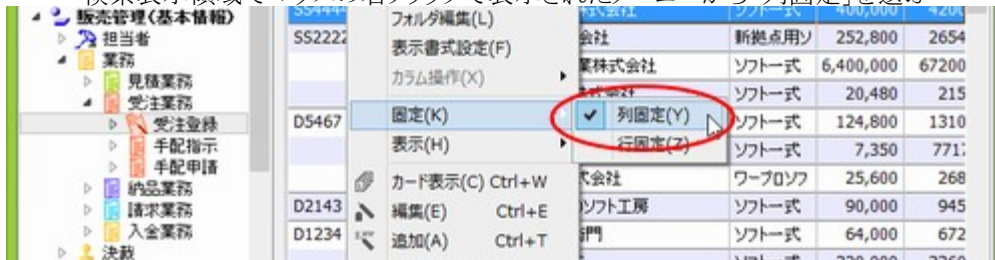 販売管理(基本情報)
担当者
業務
見積業務
受注業務
受注登録
手配指示
手配申請
納品業務
請求業務
入金業務
決裁
フォルダ編集(L)
表示書式設定(F)
カラム操作(X)
固定(K)
表示(H)
カード表示(C) Ctrl+W
編集(E) Ctrl+E
追加(A) Ctrl+T
列固定(Y)
行固定(Z)
SS2222 会社 新拠点用ソ 252,800 2654
業株式会社 ソフト一式 6,400,000 67200
ソフト一式 20,480 215
D5467 ソフト一式 124,800 1310
ソフト一式 7,350 771
会社 ワープロソフ 25,600 268
D2143 ソフト工房 ソフト一式 90,000 945
D1234 ソフト一式 64,000 672